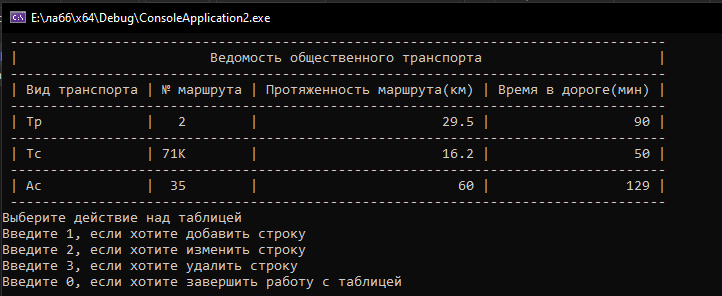 E:\ла66\x64\Debug\ConsoleApplication2.exe
Ведомость общественного транспорта
| Вид транспорта | № маршрута | Протяженность маршрута(км) | Время в дороге(мин) |
| Тр | 2 | 29.5 | 90 |
| Тс | 71К | 16.2 | 50 |
| Ас | 35 | 60 | 129 |
Выберите действие над таблицей
Введите 1, если хотите добавить строку
Введите 2, если хотите изменить строку
Введите 3, если хотите удалить строку
Введите 0, если хотите завершить работу с таблицей